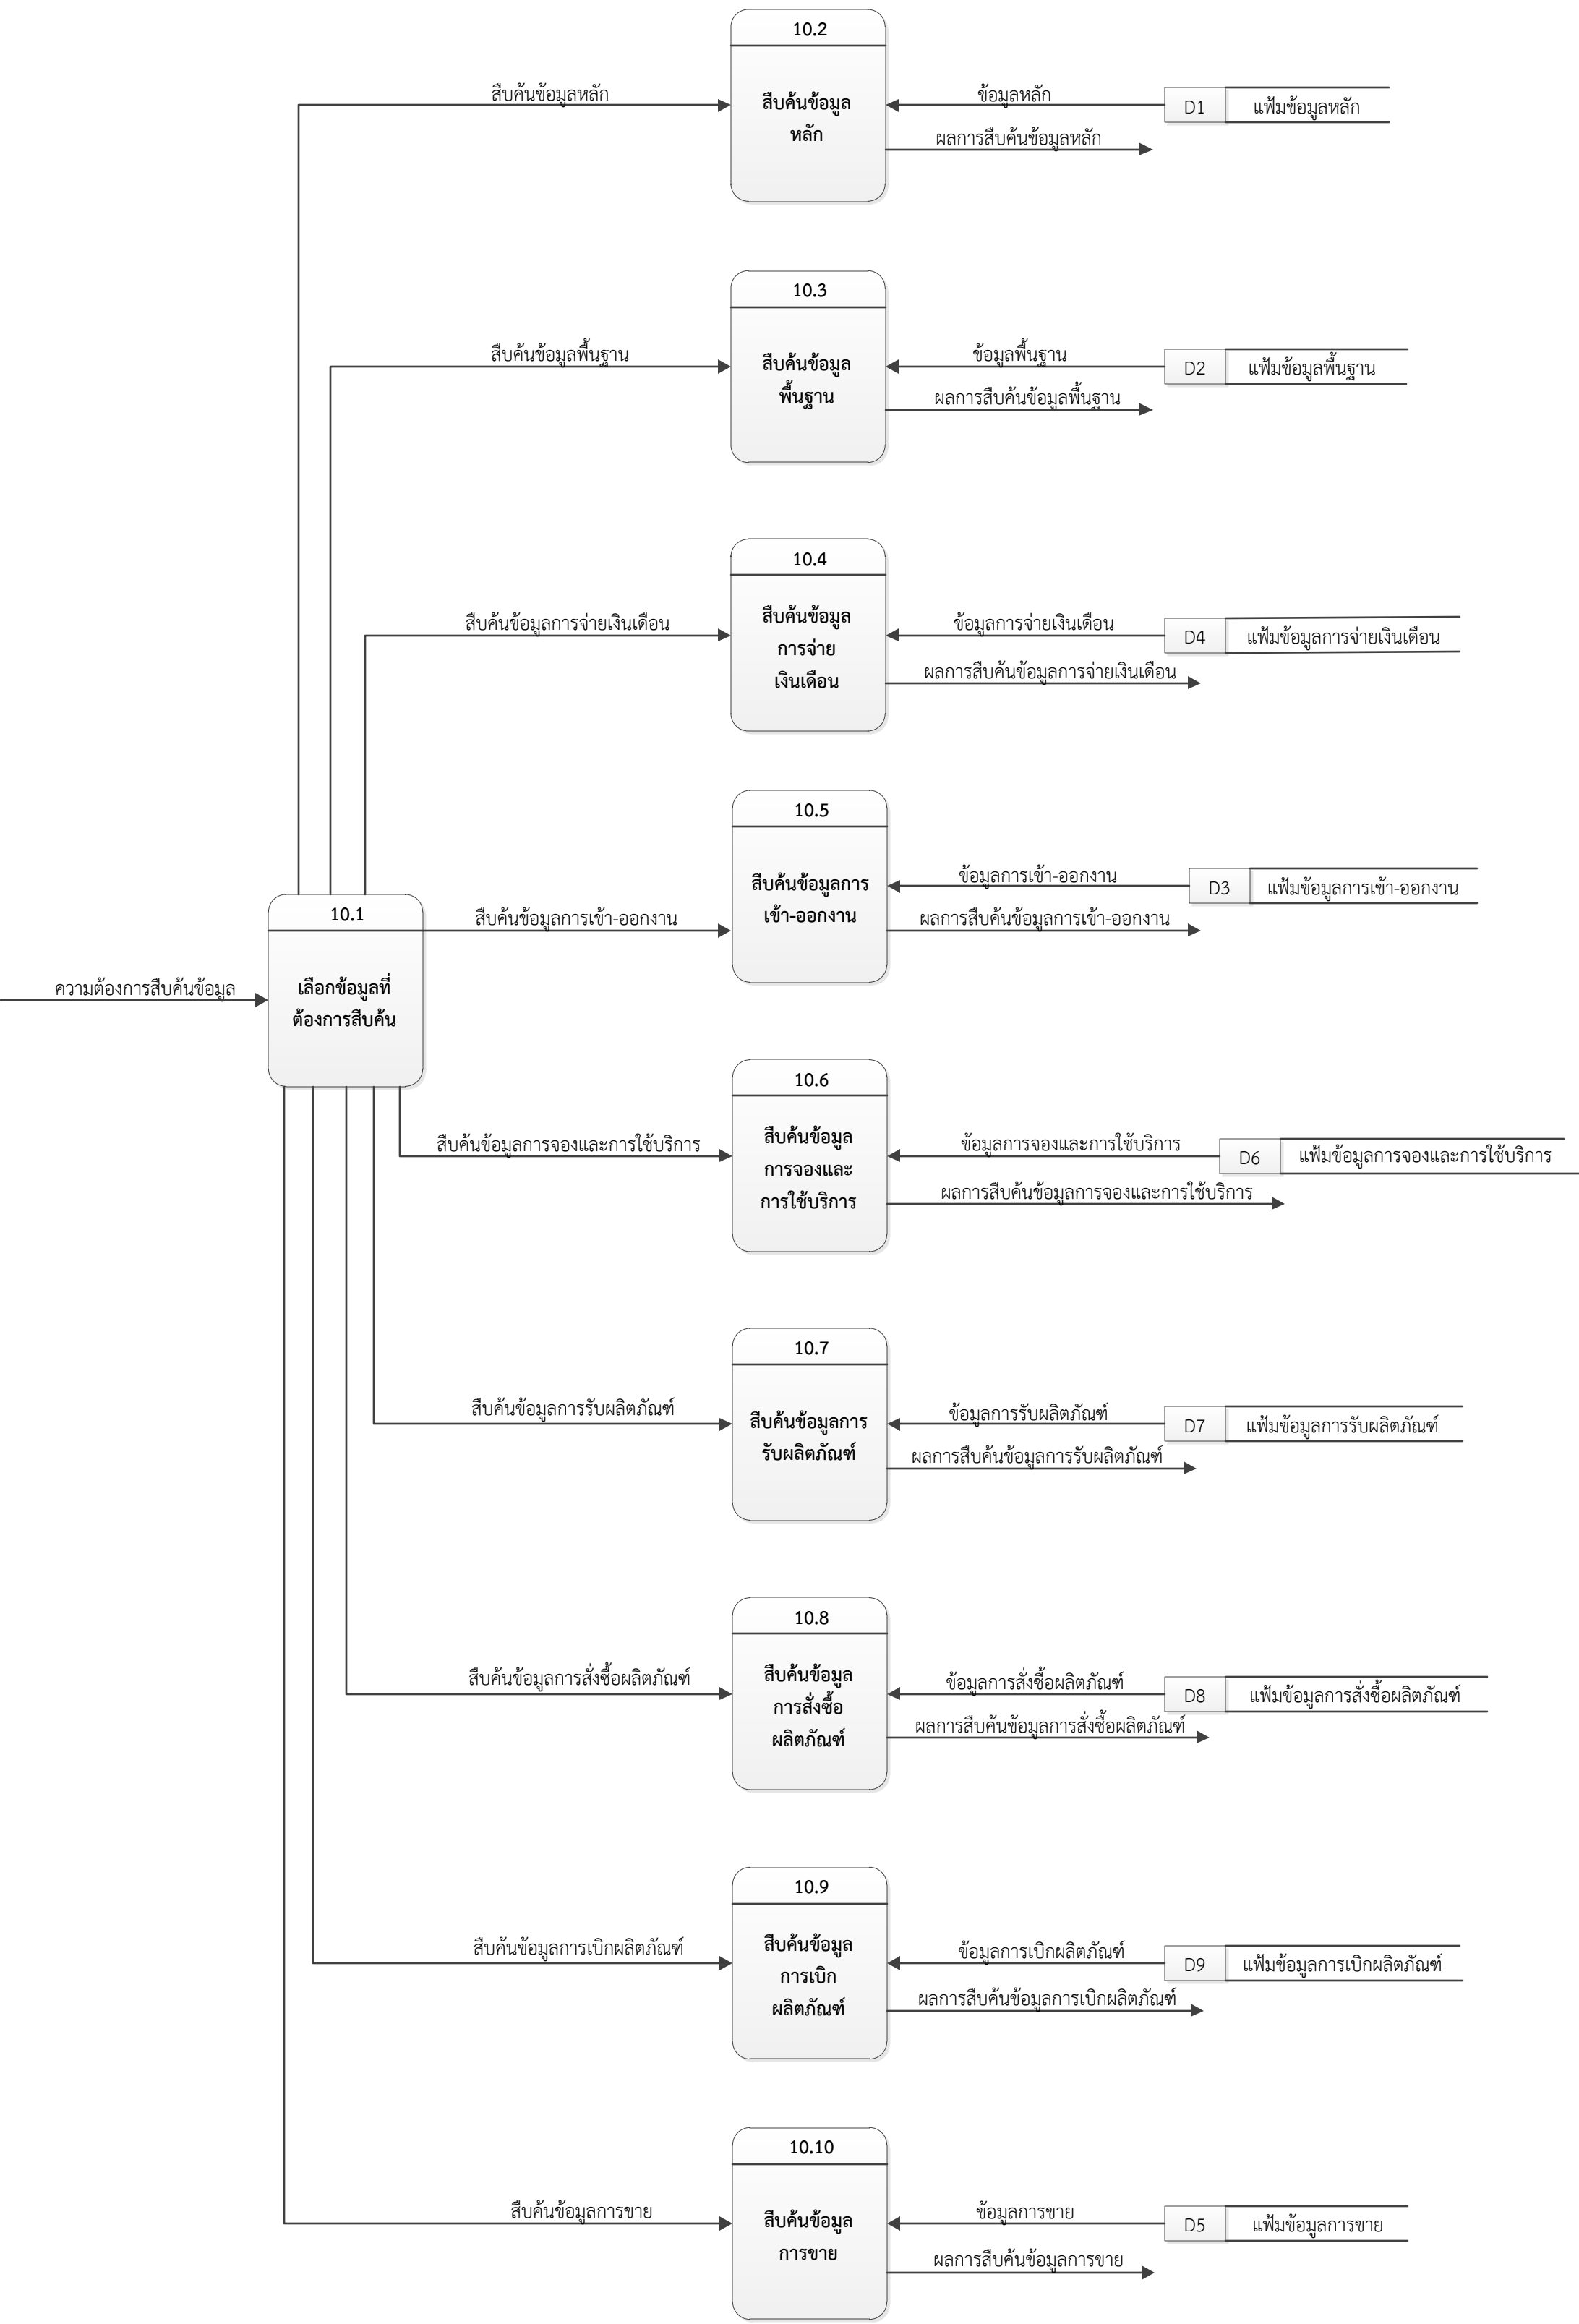 10.2
สืบค้นข้อมูลหลัก
สืบค้นข้อมูล
หลัก
ข้อมูลหลัก
D1
แฟ้มข้อมูลหลัก
ผลการสืบค้นข้อมูลหลัก
10.3
สืบค้นข้อมูลพื้นฐาน
สืบค้นข้อมูล
พื้นฐาน
ข้อมูลพื้นฐาน
D2
แฟ้มข้อมูลพื้นฐาน
ผลการสืบค้นข้อมูลพื้นฐาน
10.4
สืบค้นข้อมูลการจ่ายเงินเดือน
สืบค้นข้อมูล
การจ่าย
เงินเดือน
ข้อมูลการจ่ายเงินเดือน
D4
แฟ้มข้อมูลการจ่ายเงินเดือน
ผลการสืบค้นข้อมูลการจ่ายเงินเดือน
10.5
สืบค้นข้อมูลการเข้า-ออกงาน
สืบค้นข้อมูลการ
เข้า-ออกงาน
ข้อมูลการเข้า-ออกงาน
D3
แฟ้มข้อมูลการเข้า-ออกงาน
ผลการสืบค้นข้อมูลการเข้า-ออกงาน
10.1
ความต้องการสืบค้นข้อมูล
เลือกข้อมูลที่
ต้องการสืบค้น
10.6
สืบค้นข้อมูลการจองและการใช้บริการ
สืบค้นข้อมูล
การจองและ
การใช้บริการ
ข้อมูลการจองและการใช้บริการ
D6
แฟ้มข้อมูลการจองและการใช้บริการ
ผลการสืบค้นข้อมูลการจองและการใช้บริการ
10.7
สืบค้นข้อมูลการรับผลิตภัณฑ์
สืบค้นข้อมูลการ
รับผลิตภัณฑ์
ข้อมูลการรับผลิตภัณฑ์
D7
แฟ้มข้อมูลการรับผลิตภัณฑ์
ผลการสืบค้นข้อมูลการรับผลิตภัณฑ์
10.8
สืบค้นข้อมูลการสั่งซื้อผลิตภัณฑ์
สืบค้นข้อมูล
การสั่งซื้อ
ผลิตภัณฑ์
ข้อมูลการสั่งซื้อผลิตภัณฑ์
D8
แฟ้มข้อมูลการสั่งซื้อผลิตภัณฑ์
ผลการสืบค้นข้อมูลการสั่งซื้อผลิตภัณฑ์
10.9
สืบค้นข้อมูลการเบิกผลิตภัณฑ์
สืบค้นข้อมูล
การเบิก
ผลิตภัณฑ์
ข้อมูลการเบิกผลิตภัณฑ์
D9
แฟ้มข้อมูลการเบิกผลิตภัณฑ์
ผลการสืบค้นข้อมูลการเบิกผลิตภัณฑ์
10.10
สืบค้นข้อมูลการขาย
สืบค้นข้อมูล
การขาย
ข้อมูลการขาย
D5
แฟ้มข้อมูลการขาย
ผลการสืบค้นข้อมูลการขาย